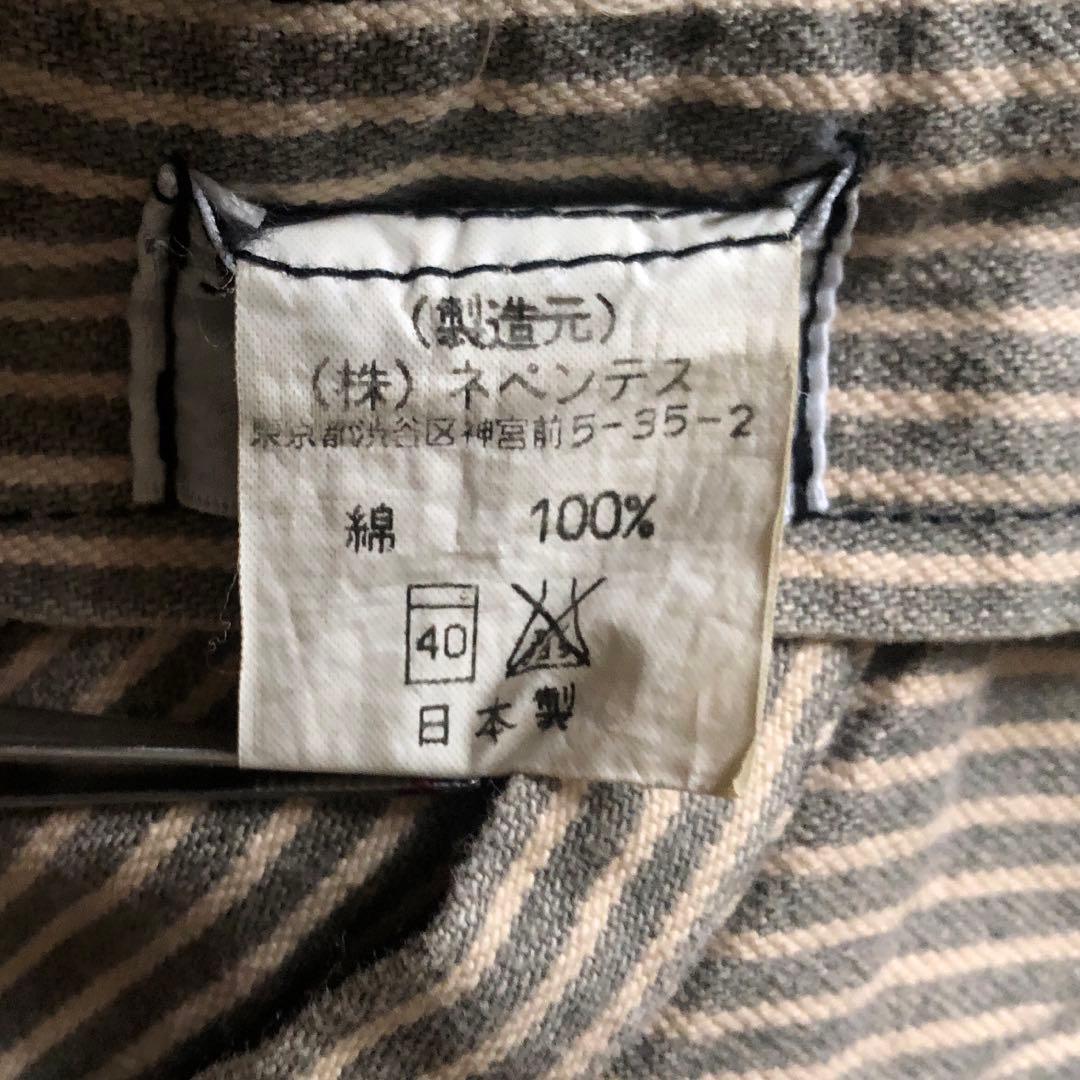 (製造元)
(株)ネペンテス
東京都渋谷区神宮前5-35-2
綿 100%
40
日本製